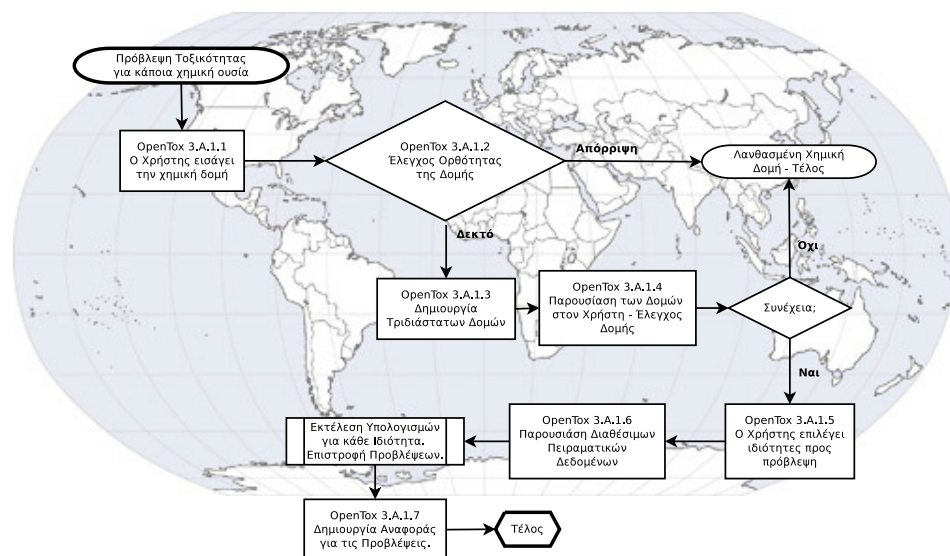 Πρόβλεψη Τοξικότητας
για κάποια χημική ουσία
OpenTox 3.A.1.1
Ο Χρήστης εισάγει
την χημική δομή
OpenTox 3.A.1.2
Έλεγχος Ορθότητας
της Δομής
Απόρριψη
Λανθασμένη Χημική
Δομή - Τέλος
Δεκτό
Όχι
OpenTox 3.A.1.3
Δημιουργία
Τριδιάστατων Δομών
OpenTox 3.A.1.4
Παρουσίαση των Δομών
στον Χρήστη - Έλεγχος
Δομής
Συνέχεια;
Ναι
OpenTox 3.A.1.5
Ο Χρήστης επιλέγει
ιδιότητες προς
πρόβλεψη
OpenTox 3.A.1.6
Παρουσιάση Διαθέσιμων
Πειραματικών
Δεδομένων
Εκτέλεση Υπολογισμών
για κάθε Ιδιότητα.
Επιστροφή Προβλέψεων.
OpenTox 3.A.1.7
Δημιουργία Αναφοράς
για τις Προβλέψεις.
Τέλος